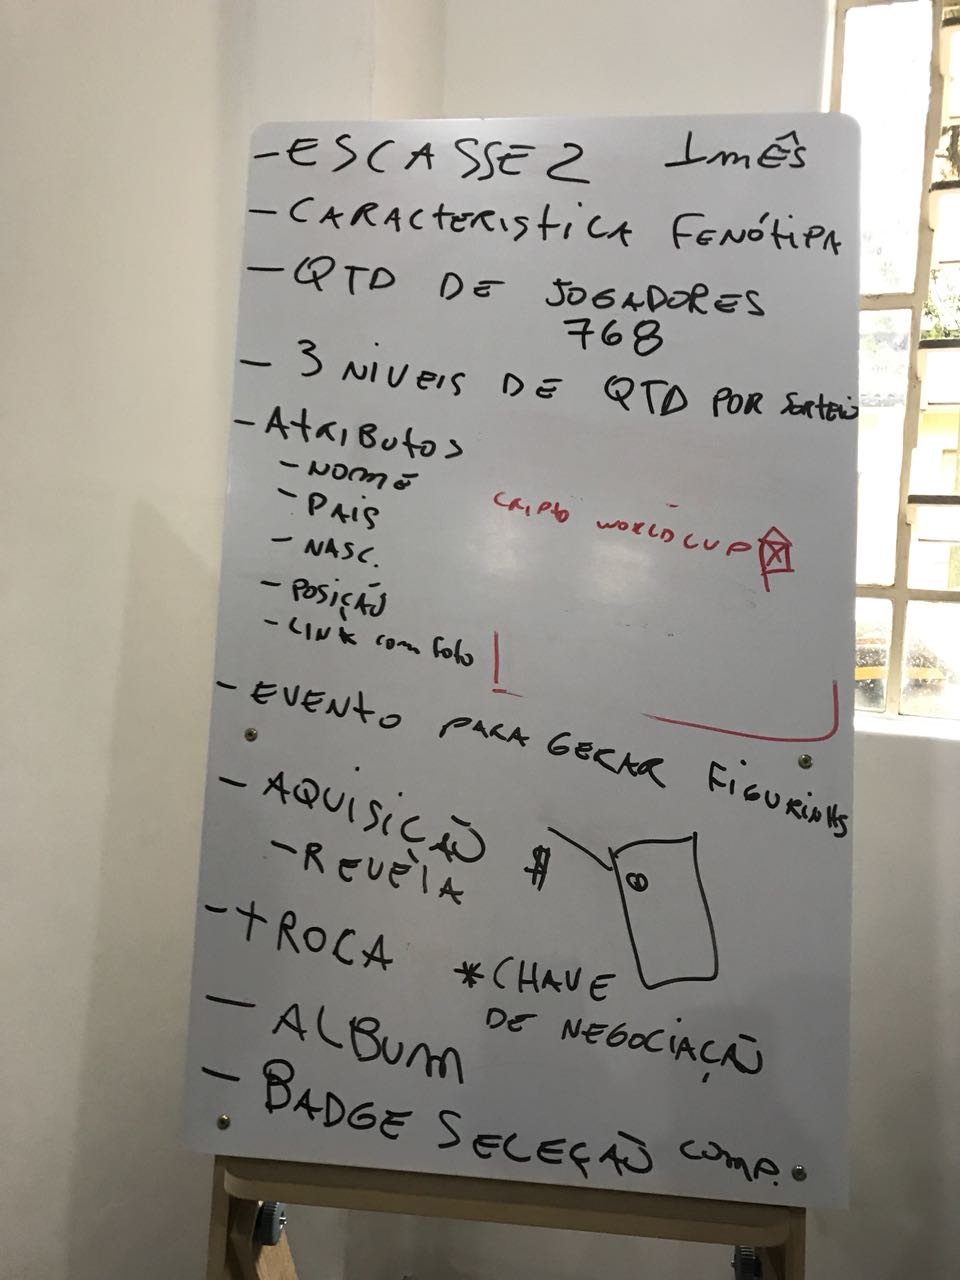 - ESCASSEZ 1mÊS
- CARACTERISTICA FENÓTIPA
- QTD DE JOGADORES
768
- 3 NIVEIS DE QTD POR SORTEIO
- AtRIButOS
- NOME
- PAIS
- NASC.
- POSIÇÃO
- LINK com Foto
CRIPTO WORLDCUP
- EVENtO PARA GERAR FIGURINHS
- AQUISIÇÃO $
- REVELA
- TROCA
*CHAVE
DE NEGOCIAÇÃO
- ALBUM
- BADGE SELEÇÃO COMP.